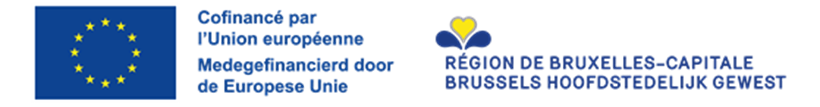 Cofinancé par
l'Union européenne
Medegefinancierd door
de Europese Unie
RÉGION DE BRUXELLES-CAPITALE
BRUSSELS HOOFDSTEDELIJK GEWEST